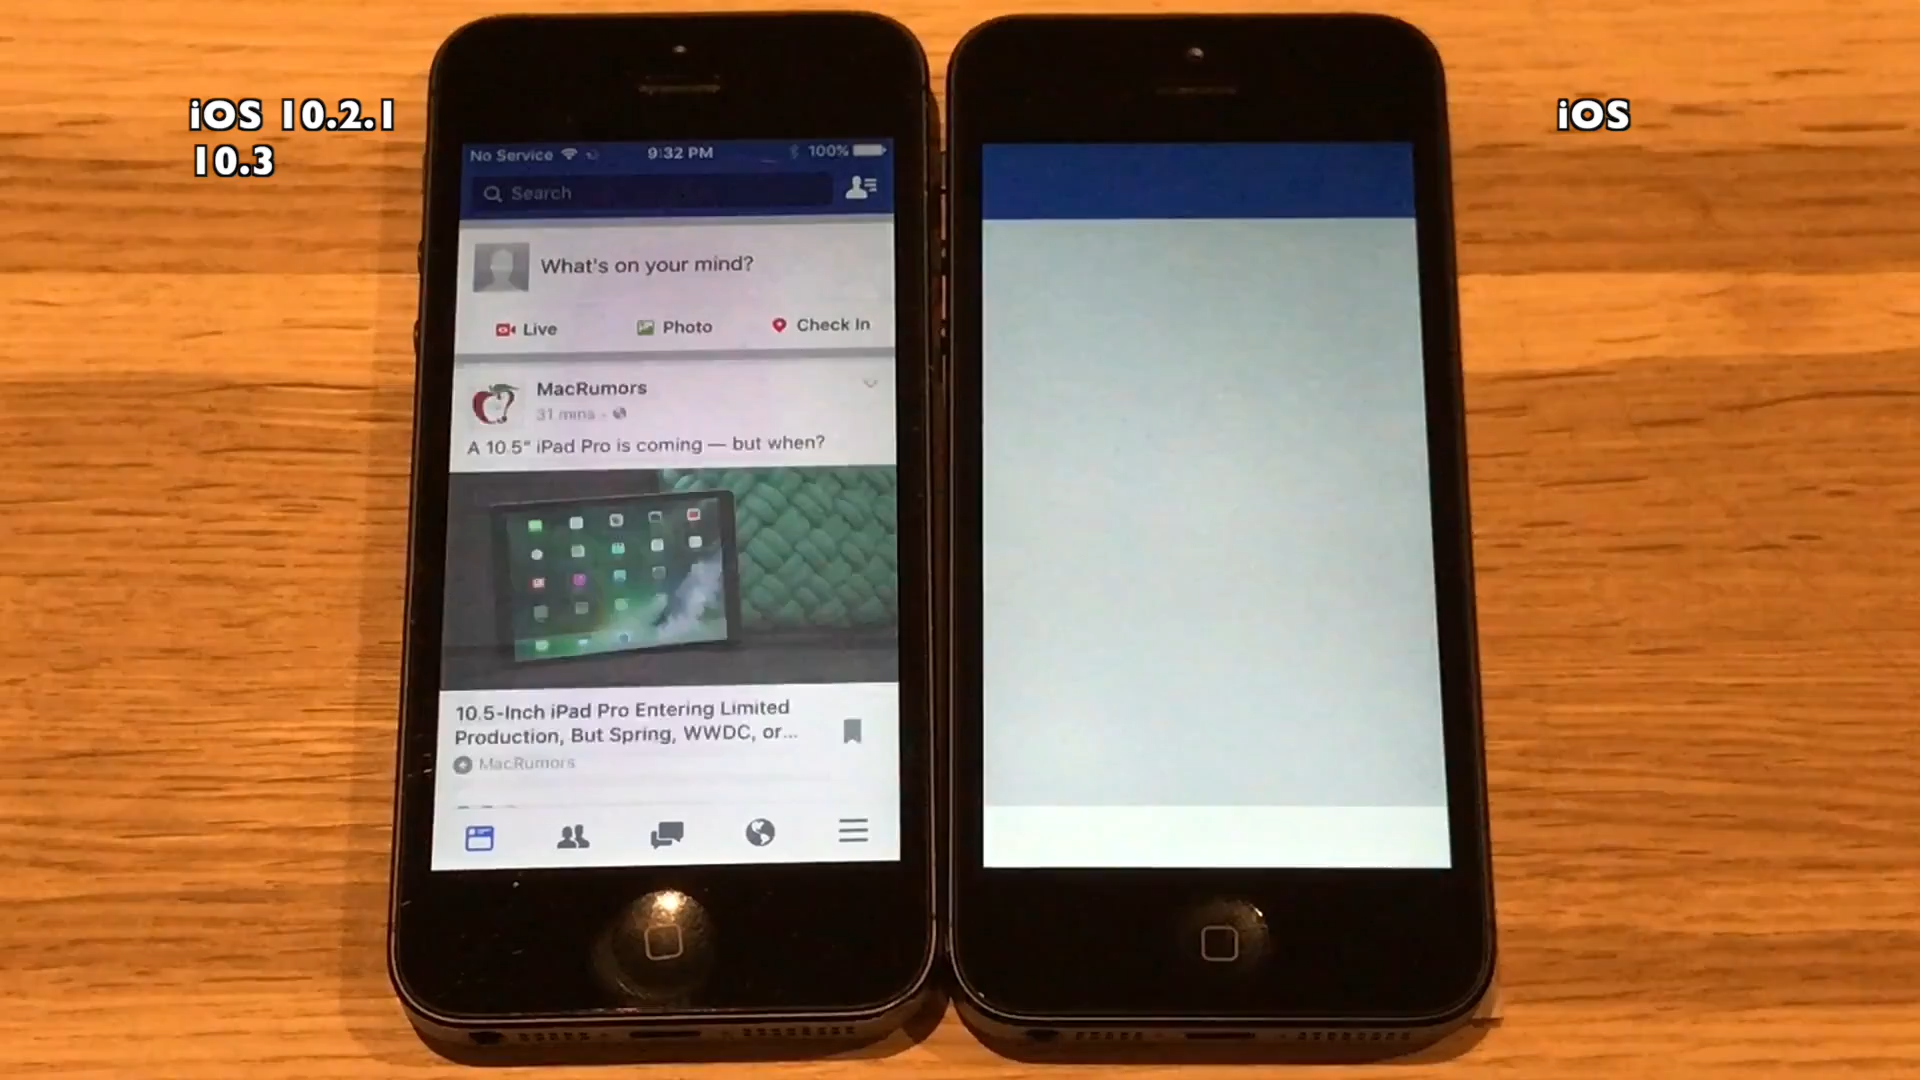 iOS 10.2.1
10.3
iOS
No Service 9:32 PM 100%
Search
What's on your mind?
Live Photo Check In
MacRumors
31 mins
A 10.5" iPad Pro is coming — but when?
10.5-Inch iPad Pro Entering Limited
Production, But Spring, WWDC, or...
MacRumors